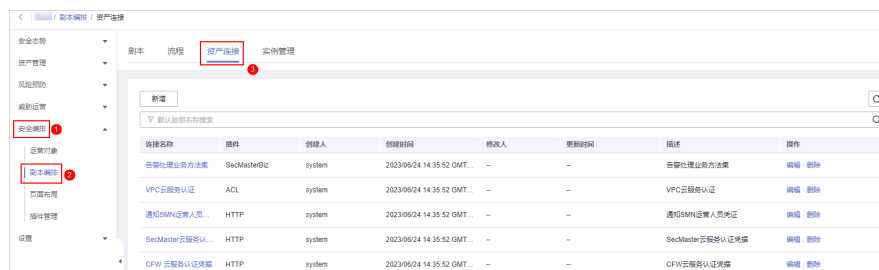 / 剧本编排 / 资产连接
安全态势
资产管理
风险预防
威胁运营
安全编排 1
运营对象
剧本编排 2
页面布局
插件管理
设置
剧本 流程 资产连接 实例管理
3
新增
默认按照名称搜索
连接名称 插件 创建人 创建时间 修改人 更新时间 描述 操作
告警处理业务方法集 SecMasterBiz system 2023/06/24 14:35:52 GMT... -- -- 告警处理业务方法集 编辑 删除
VPC云服务认证 ACL system 2023/06/24 14:35:52 GMT... -- -- VPC云服务认证 编辑 删除
通知SMN运营人员... HTTP system 2023/06/24 14:35:52 GMT... -- -- 通知SMN运营人员凭证 编辑 删除
SecMaster云服务认... HTTP system 2023/06/24 14:35:52 GMT... -- -- SecMaster云服务认证凭据 编辑 删除
CFW 云服务认证凭据 HTTP system 2023/06/24 14:35:52 GMT... -- -- CFW云服务认证凭据 编辑 删除